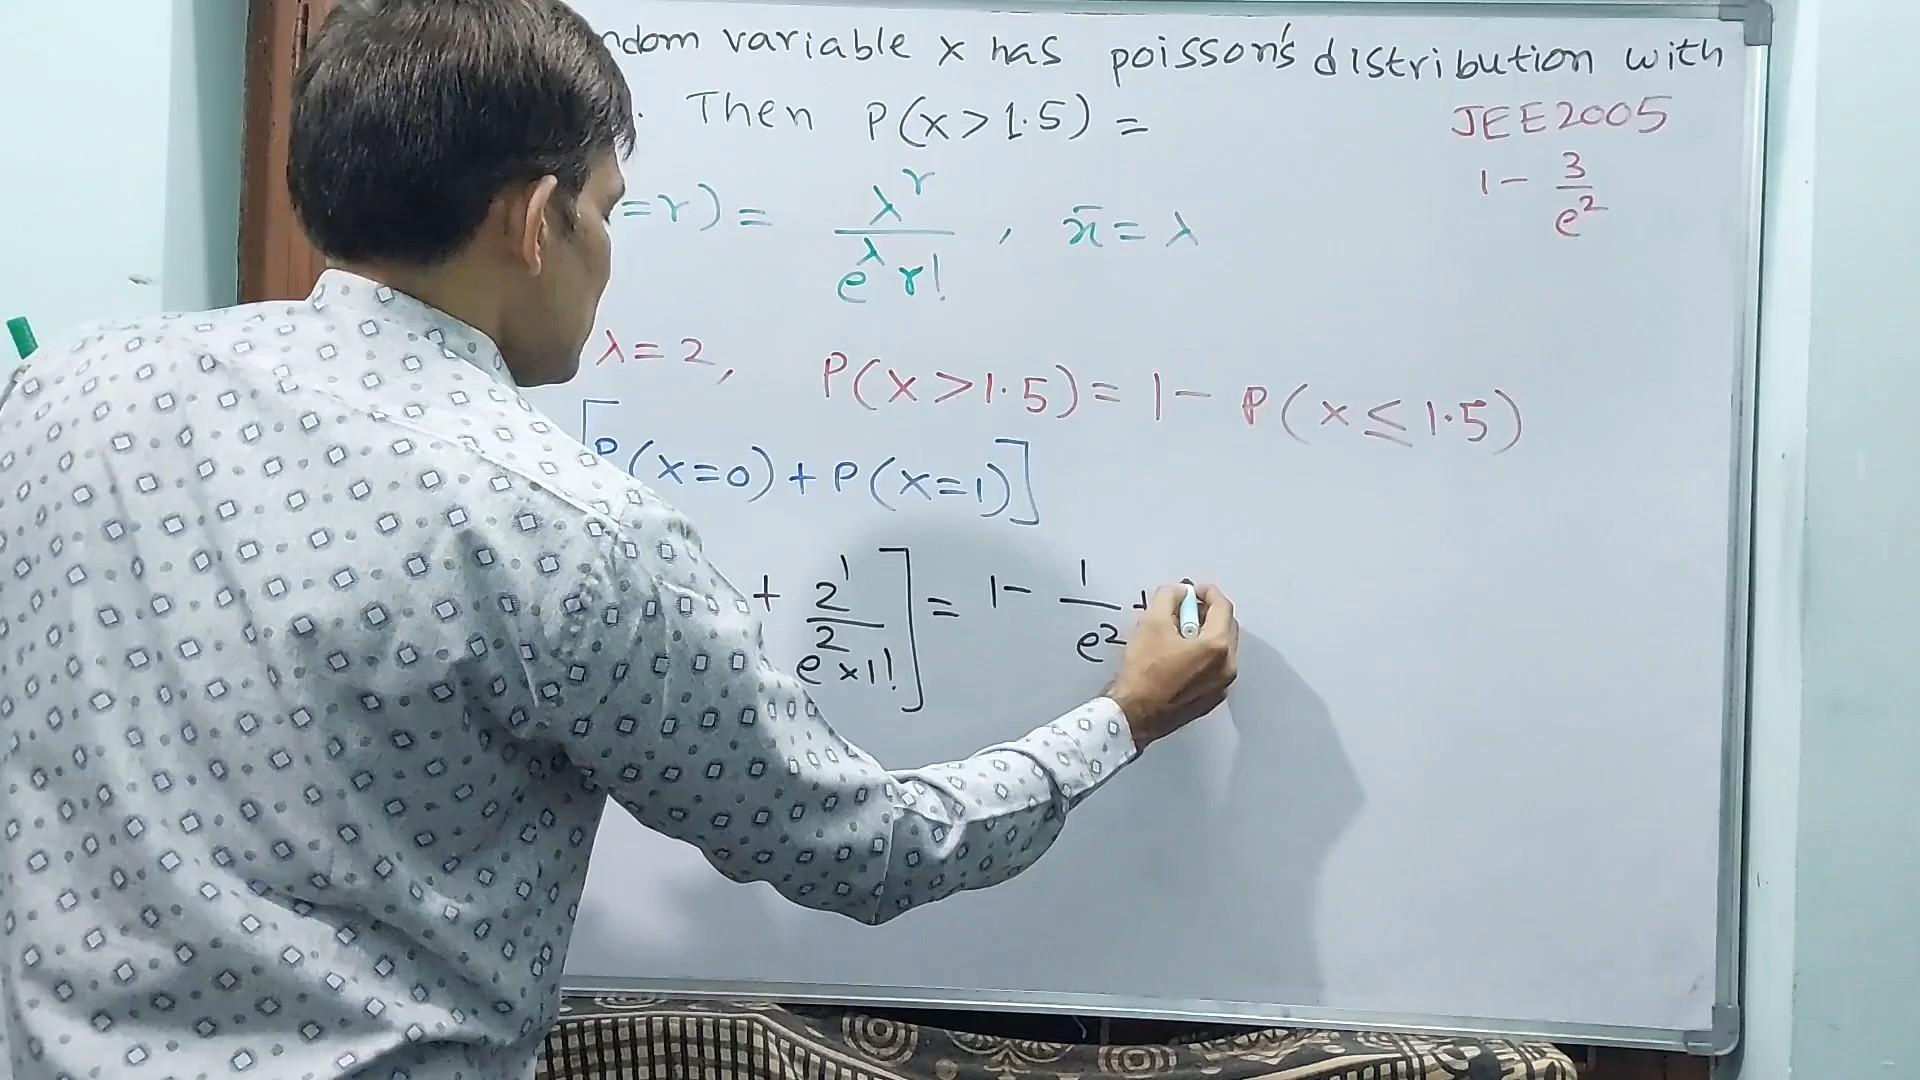 ndom variable x has poisson's distribution with
. Then P(x>1.5) =
JEE2005
1 - 3/e²
=r) = λ^r / e^λ r! , x̄ = λ
λ=2, P(x>1.5) = 1 - P(x≤1.5)
[P(x=0) + P(x=1)]
+ 2¹ / e² x1! ] = 1 - 1/e² +